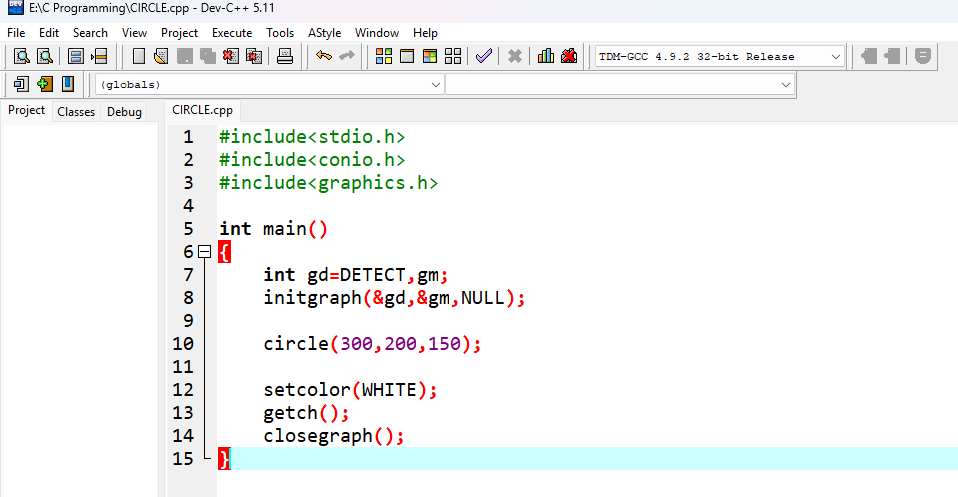 E:\C Programming\CIRCLE.cpp - Dev-C++ 5.11
File Edit Search View Project Execute Tools AStyle Window Help
TDM-GCC 4.9.2 32-bit Release
(globals)
Project Classes Debug CIRCLE.cpp
1 #include<stdio.h>
2 #include<conio.h>
3 #include<graphics.h>
4
5 int main()
6 {
7 int gd=DETECT,gm;
8 initgraph(&gd,&gm,NULL);
9
10 circle(300,200,150);
11
12 setcolor(WHITE);
13 getch();
14 closegraph();
15 }